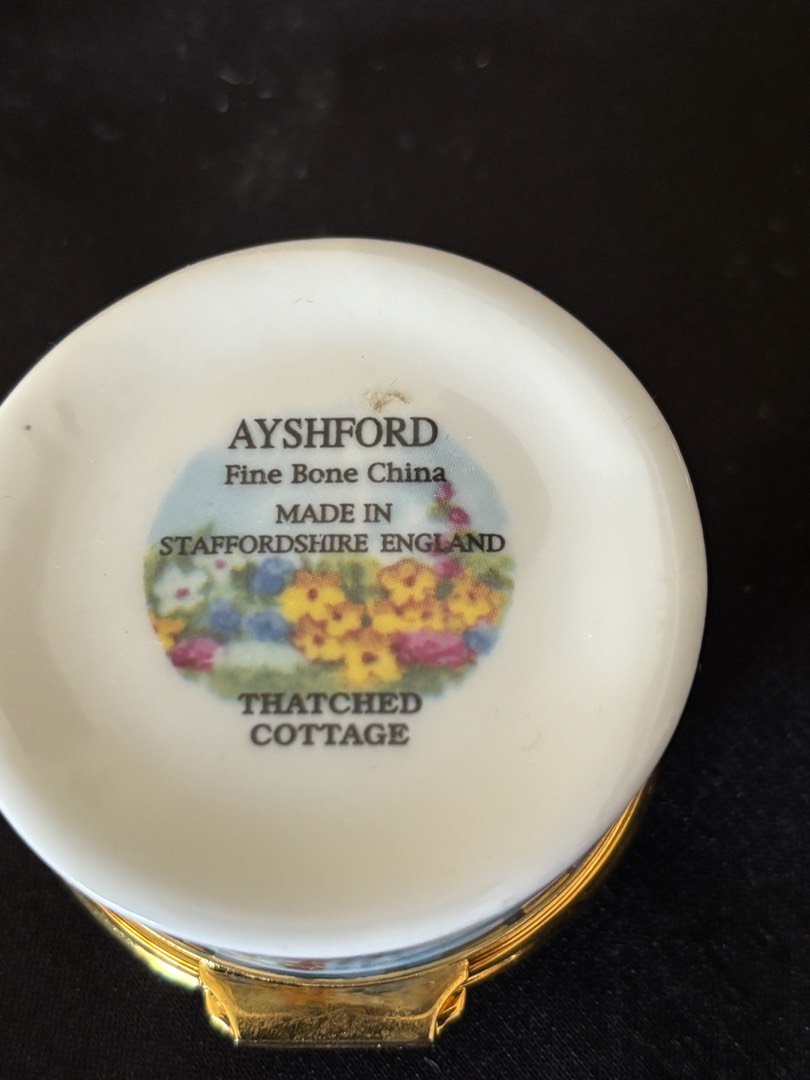 AYSHFORD
Fine Bone China
MADE IN
STAFFORDSHIRE ENGLAND
THATCHED
COTTAGE